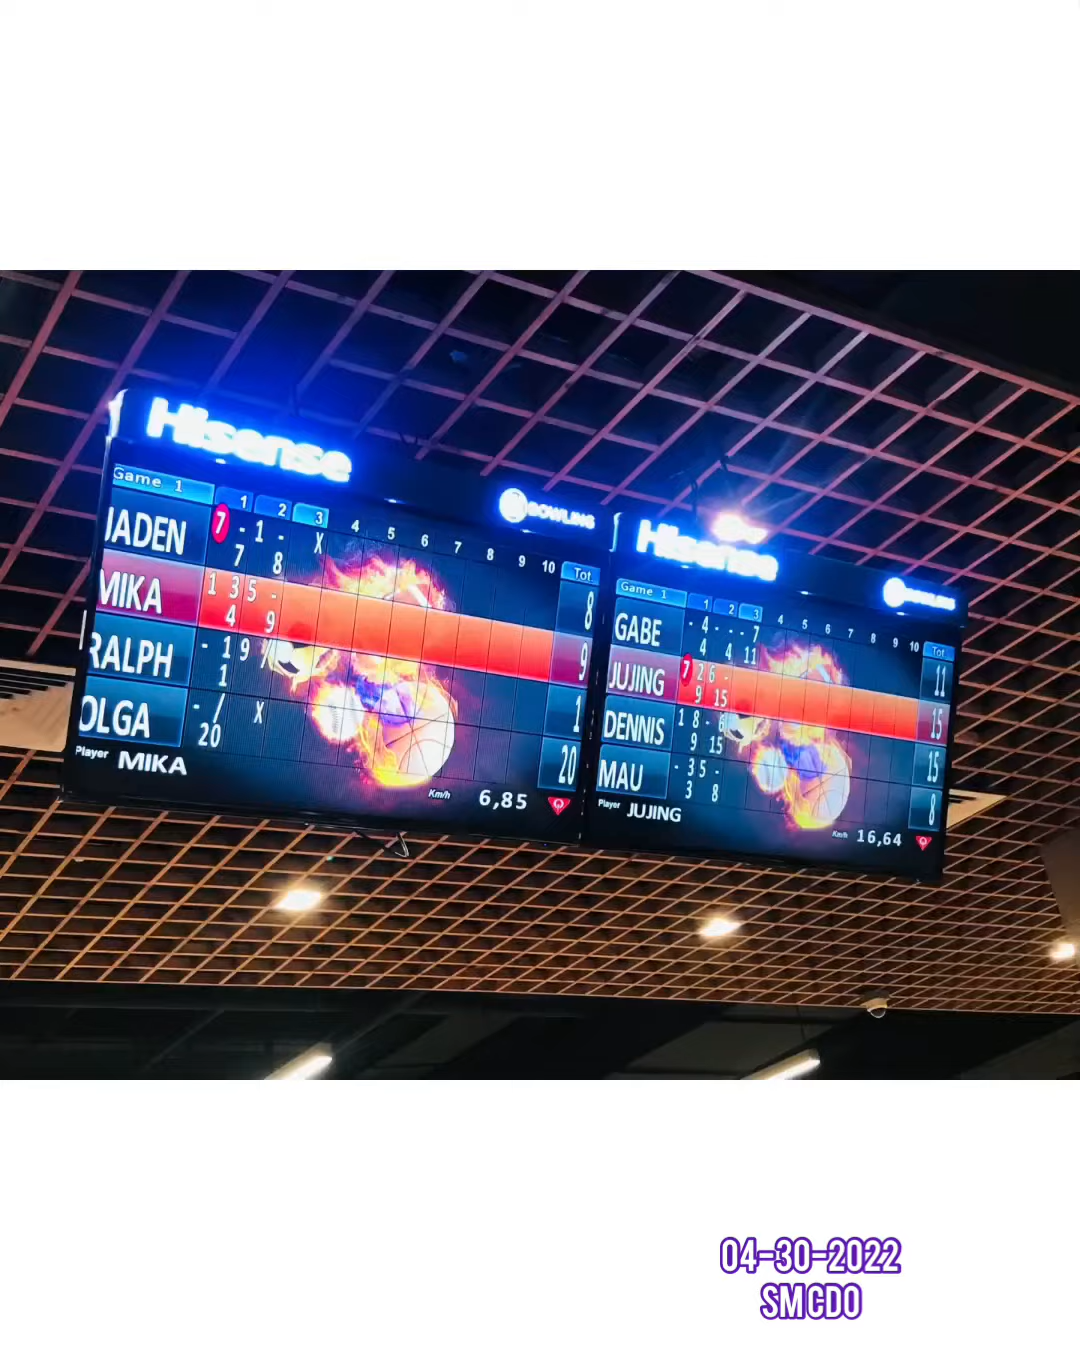 Hisense
BOWLING
Game 1 1 2 3 4 5 6 7 8 9 10 Tot
JADEN 7 - 1 - X
7 8 8
MIKA 1 3 5 -
4 9 9
RALPH - 1 9 /
1 1
OLGA - / X
20 20
Player MIKA
Km/h 6,85
Hisense
BOWLING
Game 1 1 2 3 4 5 6 7 8 9 10 Tot
GABE - 4 - - - 7
4 4 11 11
JUJING 7 2 6 -
9 15 15
DENNIS 1 8 - 6
9 15 15
MAU - 3 5 -
3 8 8
Player JUJING
Km/h 16,64
04-30-2022
SMCDO